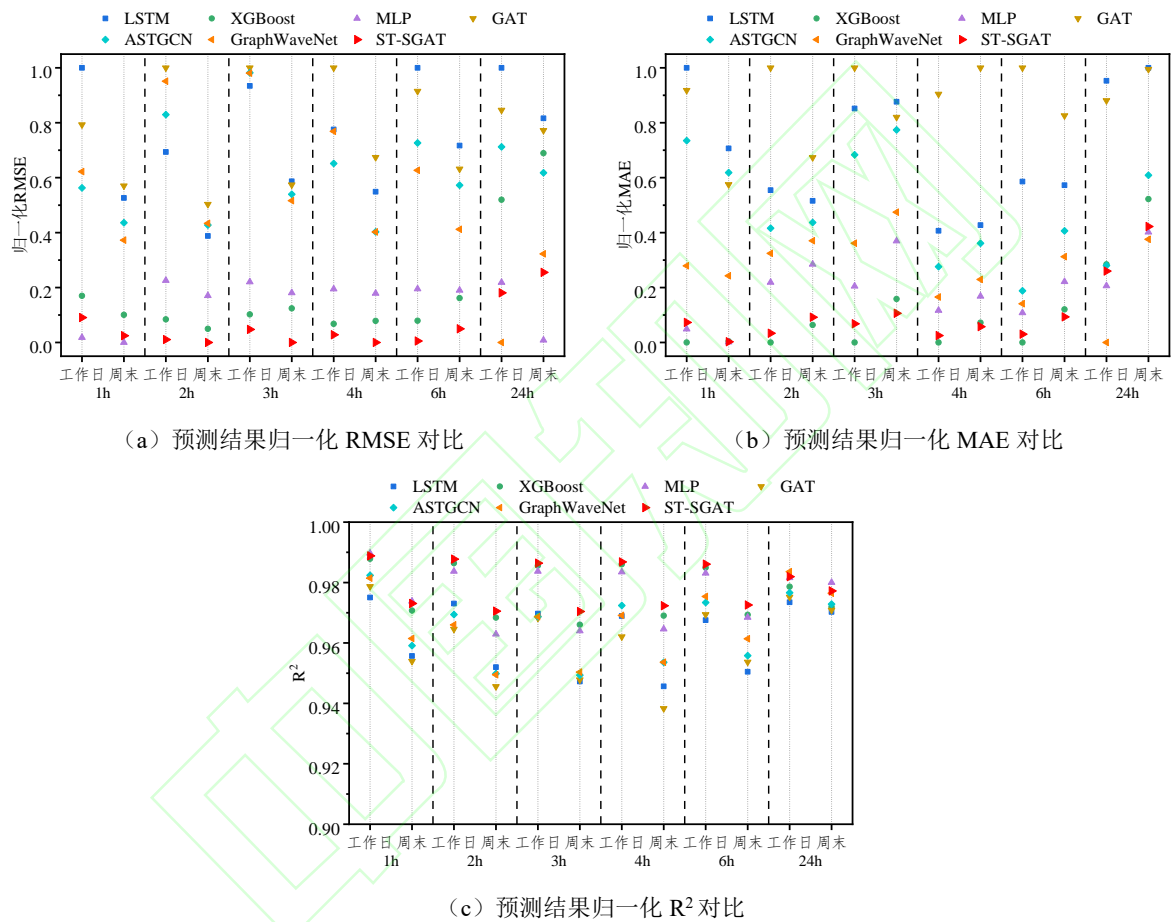 LSTM XGBoost MLP GAT
ASTGCN GraphWaveNet ST-SGAT
1.0
0.8
0.6
0.4
0.2
0.0
归一化RMSE
工作日 周末 工作日 周末 工作日 周末 工作日 周末 工作日 周末 工作日 周末
1h 2h 3h 4h 6h 24h
（a）预测结果归一化 RMSE 对比
LSTM XGBoost MLP GAT
ASTGCN GraphWaveNet ST-SGAT
1.0
0.8
0.6
0.4
0.2
0.0
归一化MAE
工作日 周末 工作日 周末 工作日 周末 工作日 周末 工作日 周末 工作日 周末
1h 2h 3h 4h 6h 24h
（b）预测结果归一化 MAE 对比
LSTM XGBoost MLP GAT
ASTGCN GraphWaveNet ST-SGAT
1.00
0.98
0.96
0.94
0.92
0.90
R²
工作日 周末 工作日 周末 工作日 周末 工作日 周末 工作日 周末 工作日 周末
1h 2h 3h 4h 6h 24h
（c）预测结果归一化 R² 对比